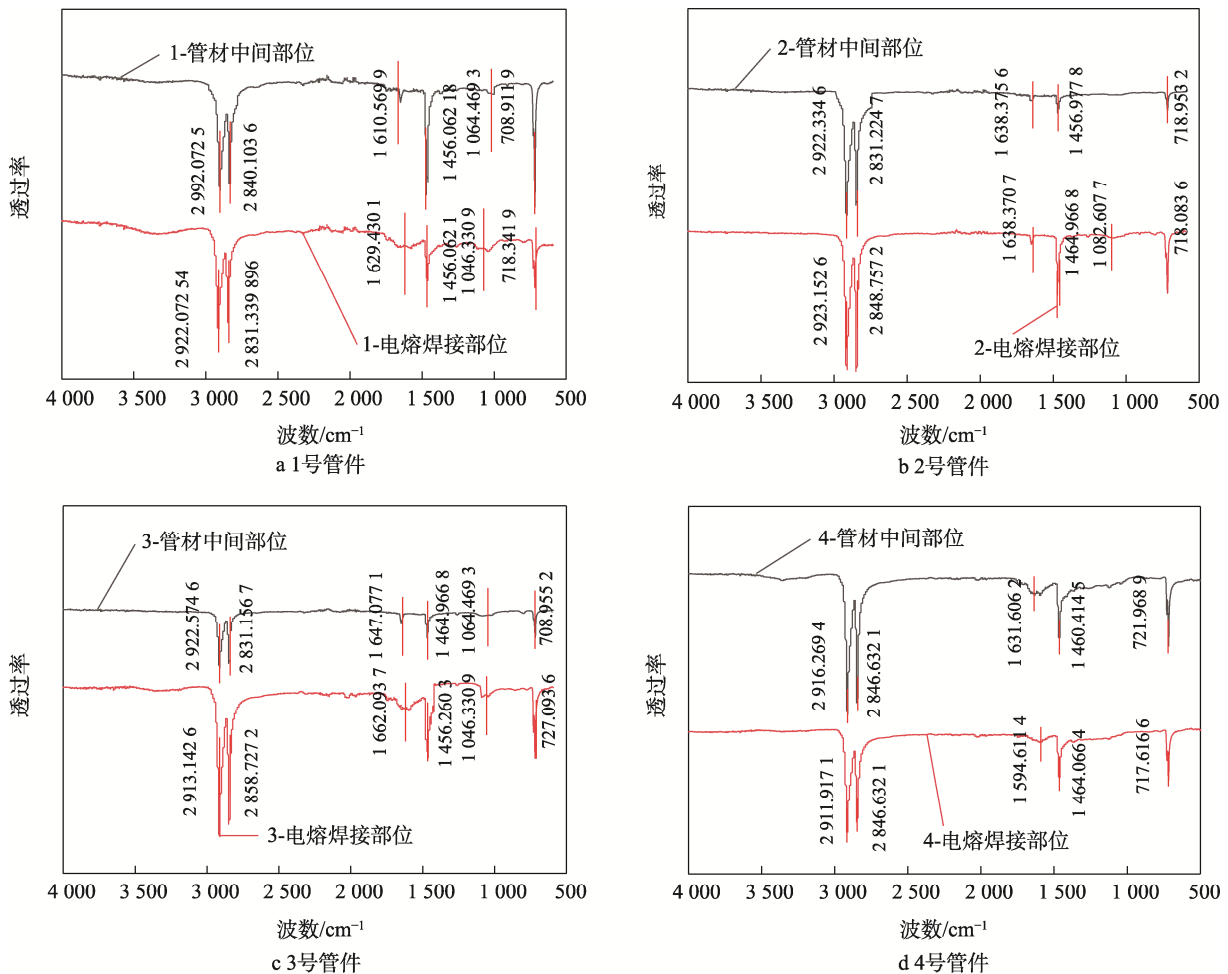 透过率
1-管材中间部位
2 992.072 5
2 840.103 6
1 610.569 9
1 456.062 18
1 064.469 3
708.911 9
2 922.072 54
2 831.339 896
1 629.430 1
1 456.062 1
1 046.330 9
718.341 9
1-电熔焊接部位
4 000 3 500 3 000 2 500 2 000 1 500 1 000 500
波数/cm⁻¹
a 1号管件
透过率
2-管材中间部位
2 922.334 6
2 831.224 7
1 638.375 6
1 456.977 8
718.953 2
2 923.152 6
2 848.757 2
1 638.370 7
1 464.966 8
1 082.607 7
718.083 6
2-电熔焊接部位
4 000 3 500 3 000 2 500 2 000 1 500 1 000 500
波数/cm⁻¹
b 2号管件
透过率
3-管材中间部位
2 922.574 6
2 831.156 7
1 647.077 1
1 464.966 8
1 064.469 3
708.955 2
2 913.142 6
2 858.727 2
1 662.093 7
1 456.260 3
1 046.330 9
727.093 6
3-电熔焊接部位
4 000 3 500 3 000 2 500 2 000 1 500 1 000 500
波数/cm⁻¹
c 3号管件
透过率
4-管材中间部位
2 916.269 4
2 846.632 1
1 631.606 2
1 460.414 5
721.968 9
2 911.917 1
2 846.632 1
1 594.611 4
1 464.066 4
717.616 6
4-电熔焊接部位
4 000 3 500 3 000 2 500 2 000 1 500 1 000 500
波数/cm⁻¹
d 4号管件